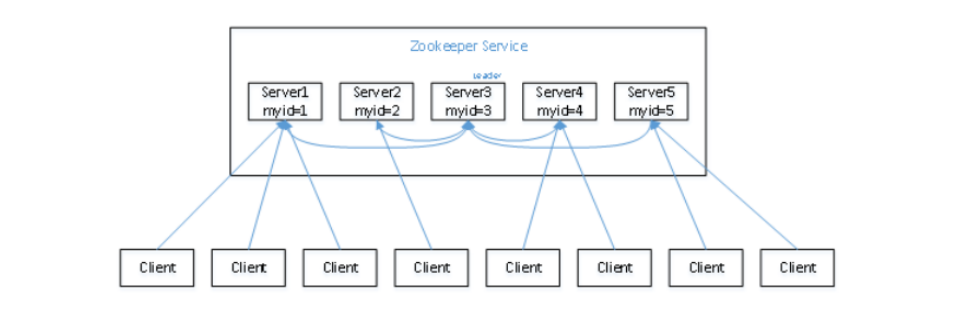 Zookeeper Service
Leader
Server1
myid=1
Server2
myid=2
Server3
myid=3
Server4
myid=4
Server5
myid=5
Client
Client
Client
Client
Client
Client
Client
Client